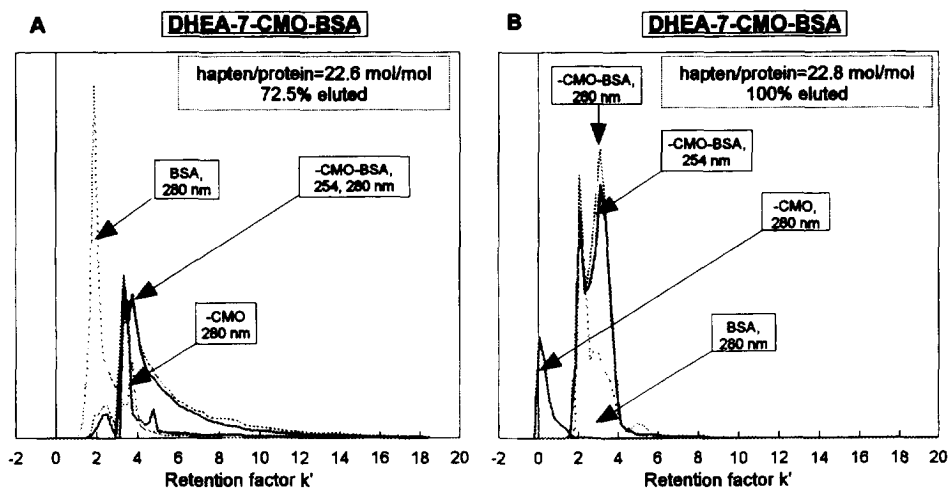 A
DHEA-7-CMO-BSA
hapten/protein=22.6 mol/mol
72.5% eluted
BSA,
280 nm
-CMO-BSA,
254, 280 nm
-CMO
280 nm
-2 0 2 4 6 8 10 12 14 16 18 20
Retention factor k'
B
DHEA-7-CMO-BSA
hapten/protein=22.8 mol/mol
100% eluted
-CMO-BSA,
280 nm
-CMO-BSA,
254 nm
-CMO,
280 nm
BSA,
280 nm
-2 0 2 4 6 8 10 12 14 16 18 20
Retention factor k'